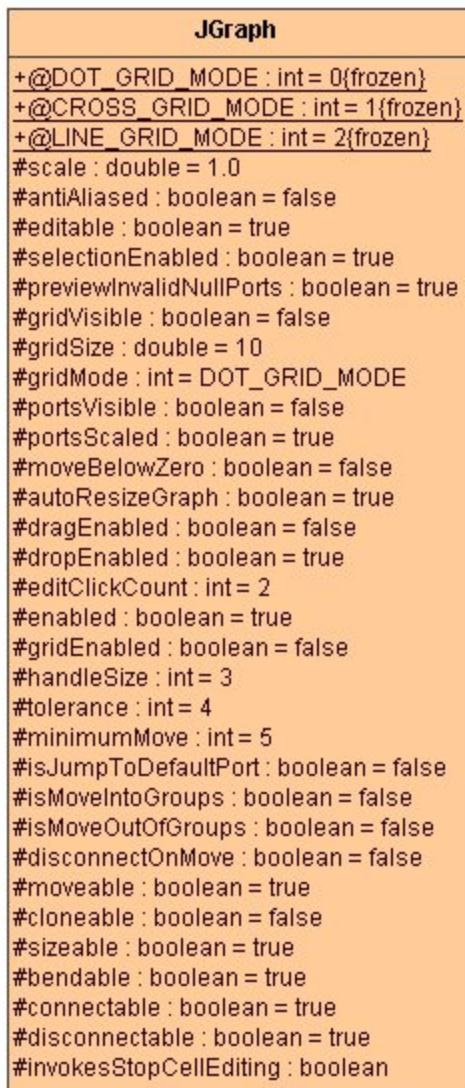 JGraph
+@DOT_GRID_MODE : int = 0{frozen}
+@CROSS_GRID_MODE : int = 1{frozen}
+@LINE_GRID_MODE : int = 2{frozen}
#scale : double = 1.0
#antiAliased : boolean = false
#editable : boolean = true
#selectionEnabled : boolean = true
#previewInvalidNullPorts : boolean = true
#gridVisible : boolean = false
#gridSize : double = 10
#gridMode : int = DOT_GRID_MODE
#portsVisible : boolean = false
#portsScaled : boolean = true
#moveBelowZero : boolean = false
#autoResizeGraph : boolean = true
#dragEnabled : boolean = false
#dropEnabled : boolean = true
#editClickCount : int = 2
#enabled : boolean = true
#gridEnabled : boolean = false
#handleSize : int = 3
#tolerance : int = 4
#minimumMove : int = 5
#isJumpToDefaultPort : boolean = false
#isMoveIntoGroups : boolean = false
#isMoveOutOfGroups : boolean = false
#disconnectOnMove : boolean = false
#moveable : boolean = true
#cloneable : boolean = false
#sizeable : boolean = true
#bendable : boolean = true
#connectable : boolean = true
#disconnectable : boolean = true
#invokesStopCellEditing : boolean